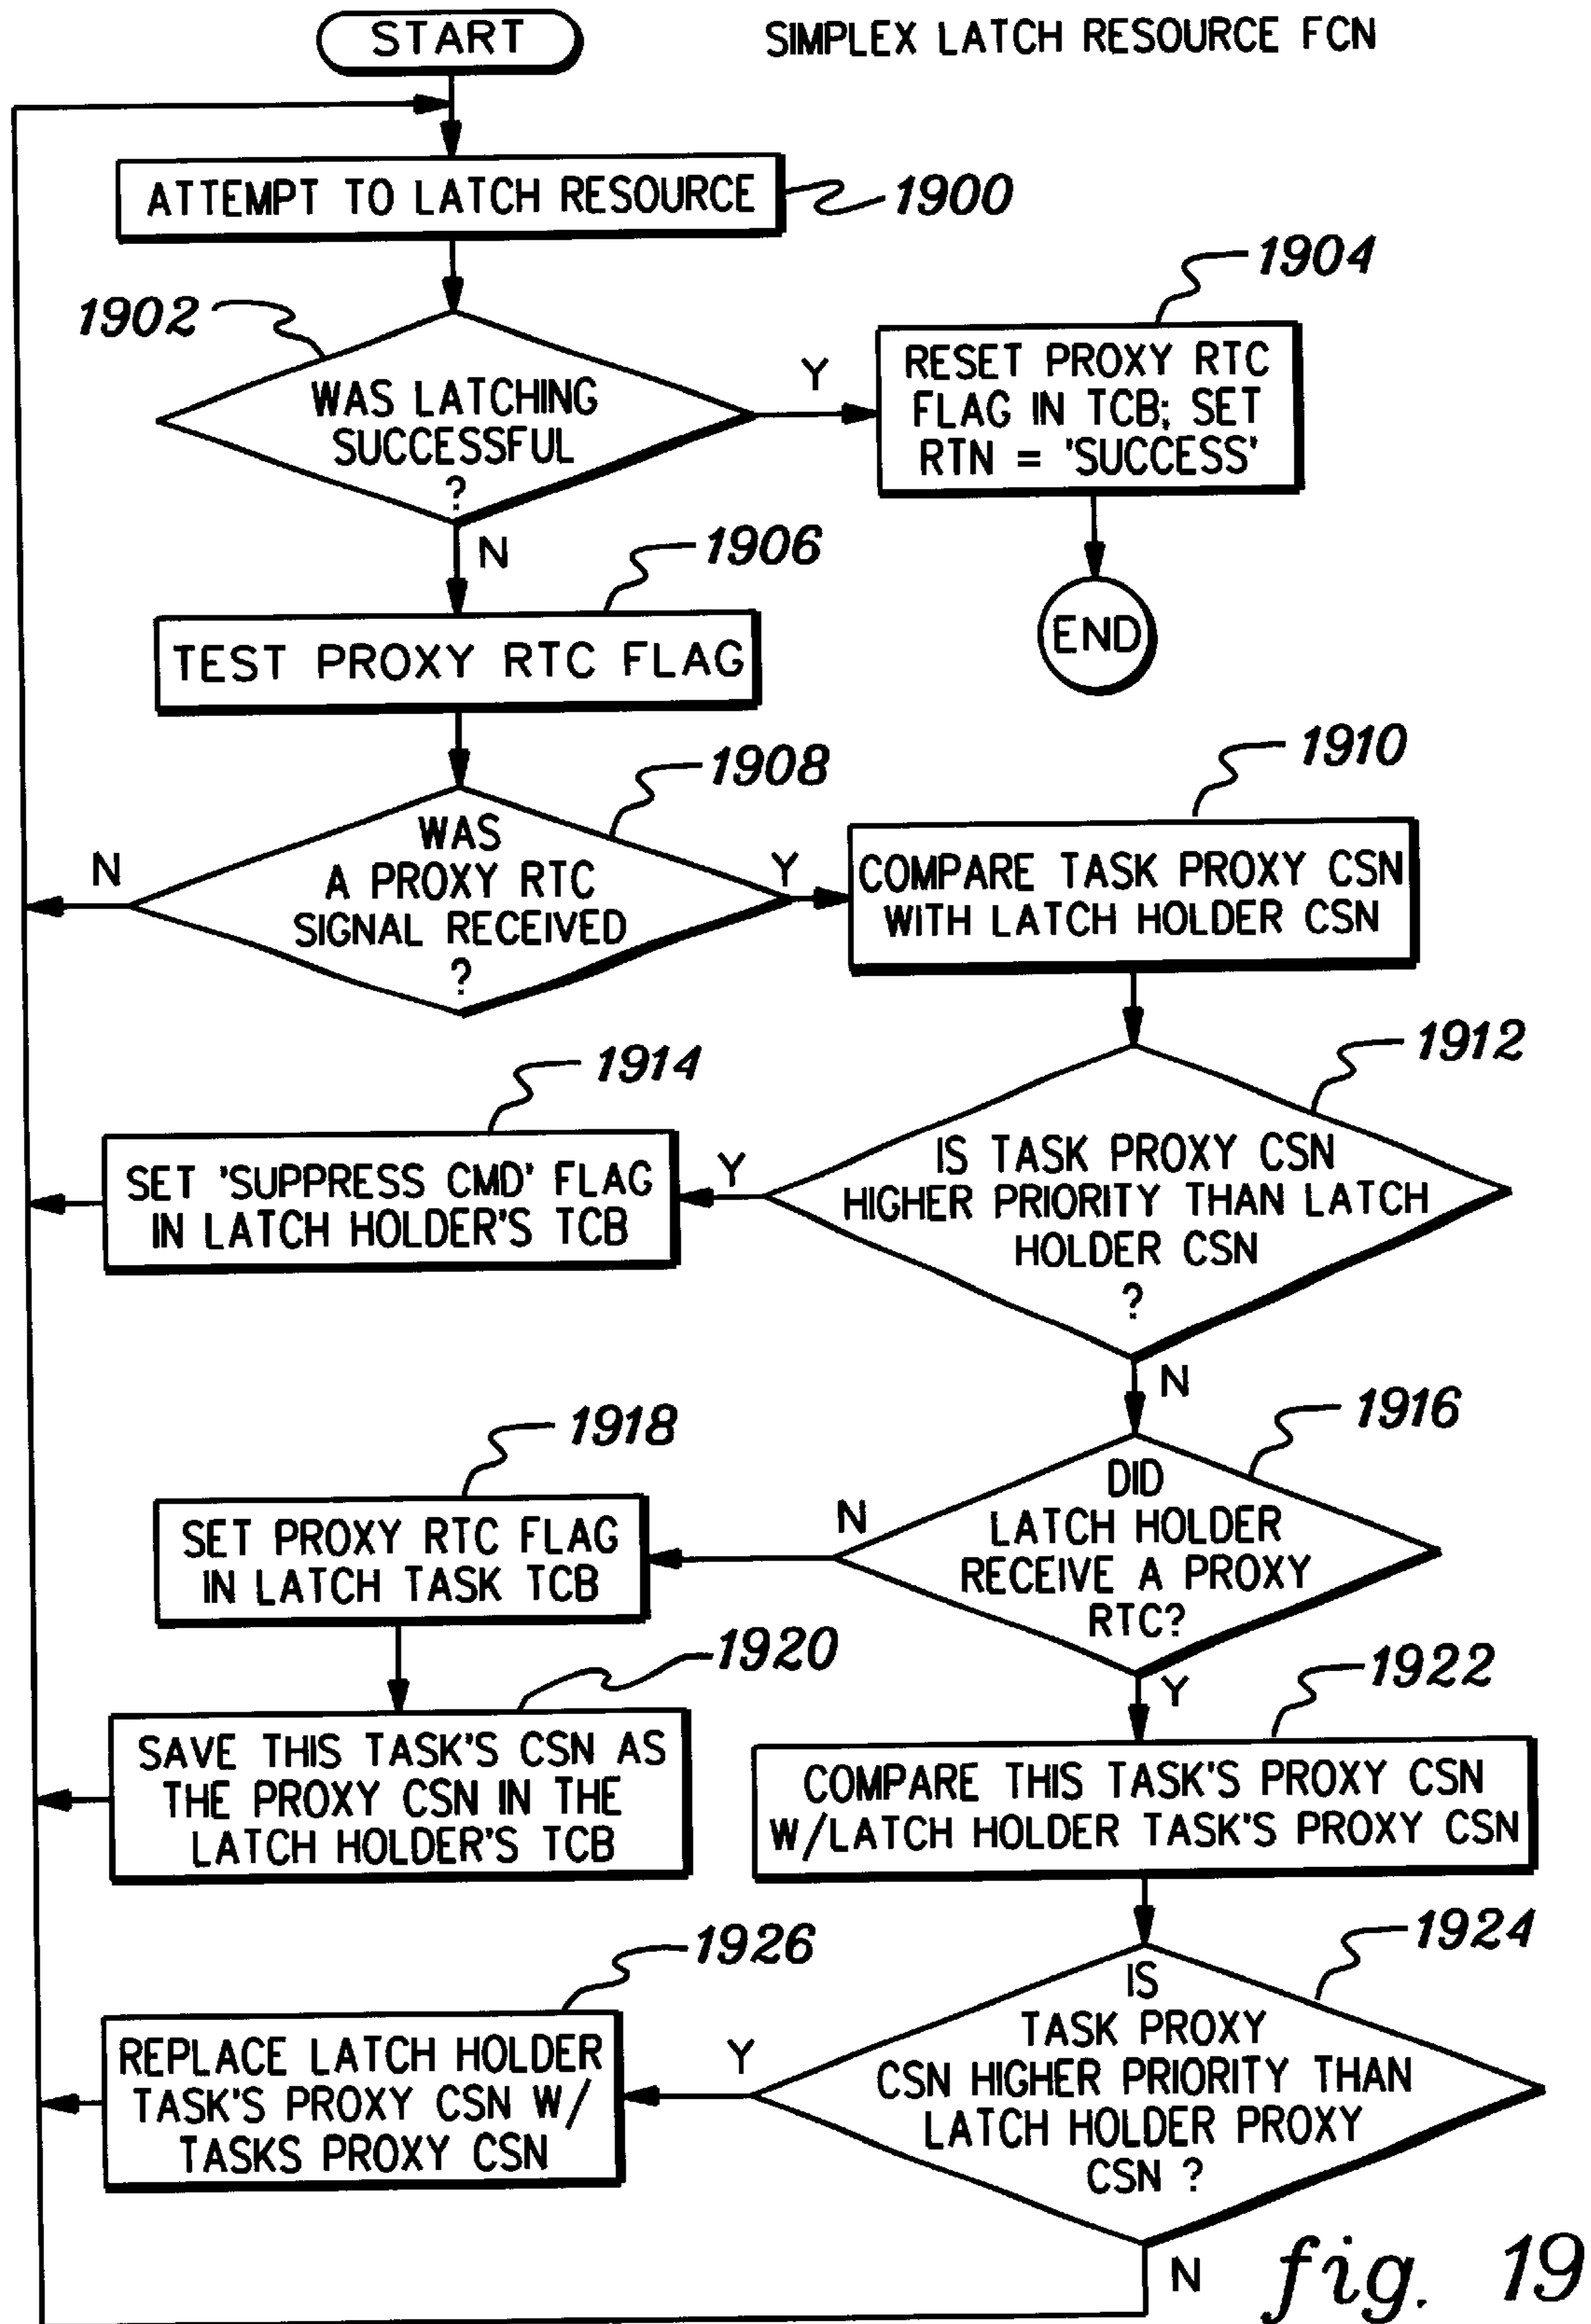 START
SIMPLEX LATCH RESOURCE FCN
ATTEMPT TO LATCH RESOURCE
1900
1902
WAS LATCHING
SUCCESSFUL
?
Y
1904
RESET PROXY RTC
FLAG IN TCB; SET
RTN = 'SUCCESS'
END
N
1906
TEST PROXY RTC FLAG
1908
WAS
A PROXY RTC
SIGNAL RECEIVED
?
N
Y
1910
COMPARE TASK PROXY CSN
WITH LATCH HOLDER CSN
1912
IS TASK PROXY CSN
HIGHER PRIORITY THAN LATCH
HOLDER CSN
?
Y
1914
SET 'SUPPRESS CMD' FLAG
IN LATCH HOLDER'S TCB
N
1916
DID
LATCH HOLDER
RECEIVE A PROXY
RTC?
N
1918
SET PROXY RTC FLAG
IN LATCH TASK TCB
1920
SAVE THIS TASK'S CSN AS
THE PROXY CSN IN THE
LATCH HOLDER'S TCB
Y
1922
COMPARE THIS TASK'S PROXY CSN
W/LATCH HOLDER TASK'S PROXY CSN
1924
IS
TASK PROXY
CSN HIGHER PRIORITY THAN
LATCH HOLDER PROXY
CSN ?
Y
1926
REPLACE LATCH HOLDER
TASK'S PROXY CSN W/
TASKS PROXY CSN
N
fig. 19